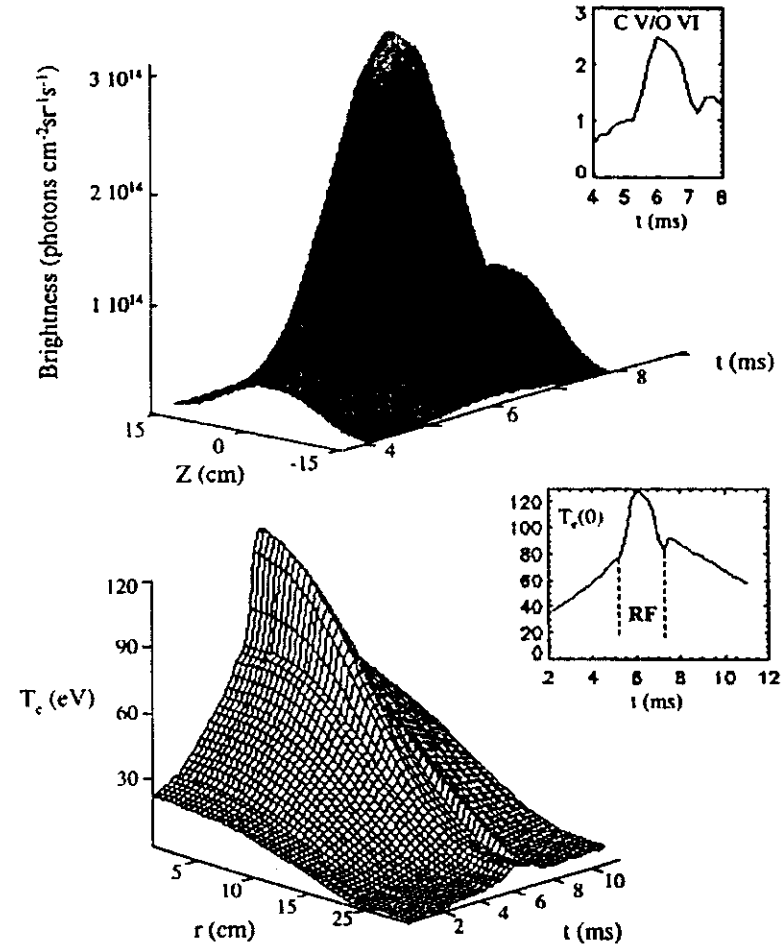 Brightness (photons cm⁻²sr⁻¹s⁻¹)
3 10¹⁴
2 10¹⁴
1 10¹⁴
15
0
-15
Z (cm)
4
6
8
t (ms)
C V/O VI
3
2
1
0
4 5 6 7 8
t (ms)
T_e (eV)
120
90
60
30
5
10
15
25
r (cm)
2
4
6
8
10
t (ms)
T_e(0)
120
100
80
60
40
20
0
RF
2 4 6 8 10 12
t (ms)